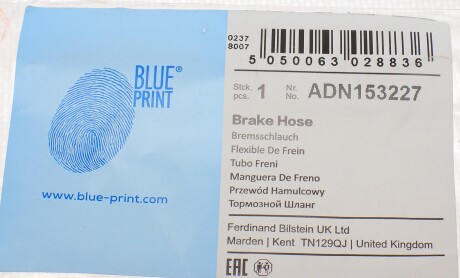 BLUE®
PRINT
www.blue-print.com
0237
8007
5 050063 028836
Stck. pcs. 1 Nr. No. ADN153227
Brake Hose
Bremsschlauch
Flexible De Frein
Tubo Freni
Manguera De Freno
Przewód Hamulcowy
Тормозной Шланг
Ferdinand Bilstein UK Ltd
Marden | Kent TN129QJ | United Kingdom
EAC